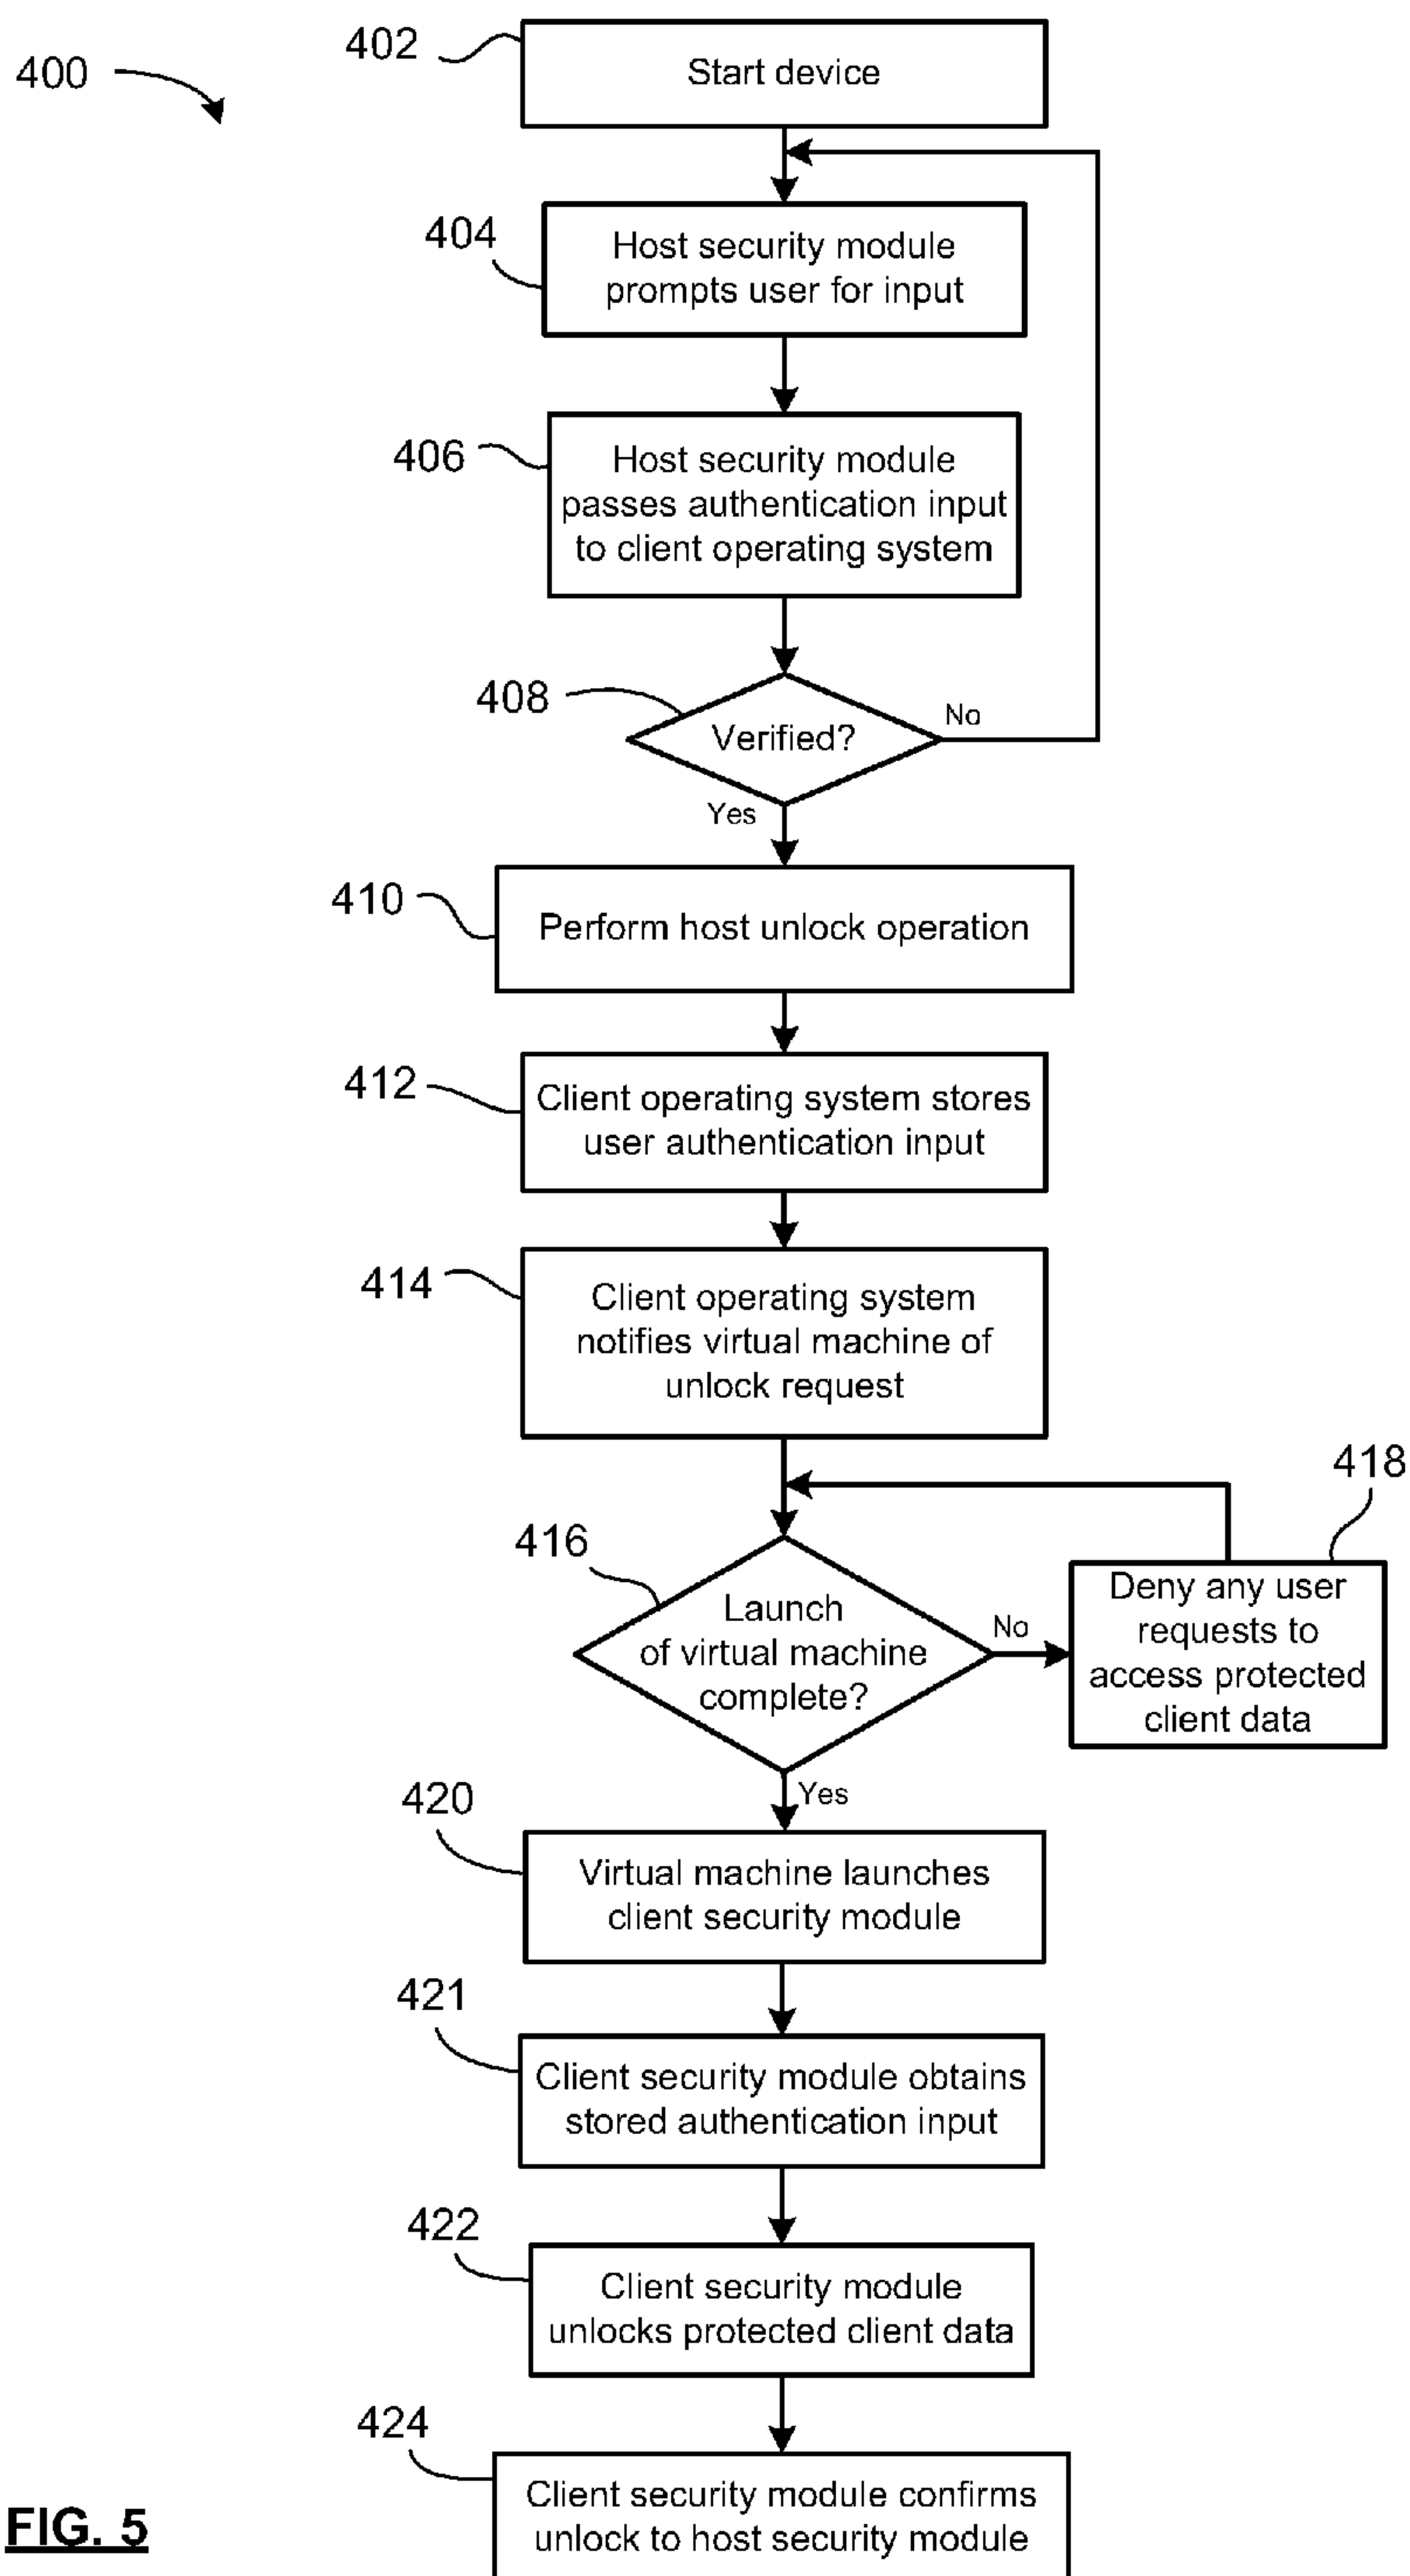 400
402
Start device
404
Host security module
prompts user for input
406
Host security module
passes authentication input
to client operating system
408
Verified?
No
Yes
410
Perform host unlock operation
412
Client operating system stores
user authentication input
414
Client operating system
notifies virtual machine of
unlock request
416
Launch
of virtual machine
complete?
No
418
Deny any user
requests to
access protected
client data
Yes
420
Virtual machine launches
client security module
421
Client security module obtains
stored authentication input
422
Client security module
unlocks protected client data
424
Client security module confirms
unlock to host security module
FIG. 5